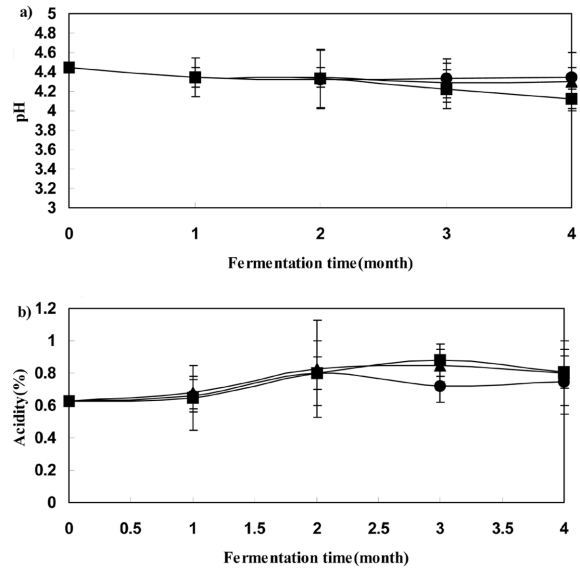 a)
5
4.8
4.6
4.4
4.2
4
3.8
3.6
3.4
3.2
3
pH
0 1 2 3 4
Fermentation time(month)
b)
1.2
1
0.8
0.6
0.4
0.2
0
Acidity(%)
0 0.5 1 1.5 2 2.5 3 3.5 4
Fermentation time(month)